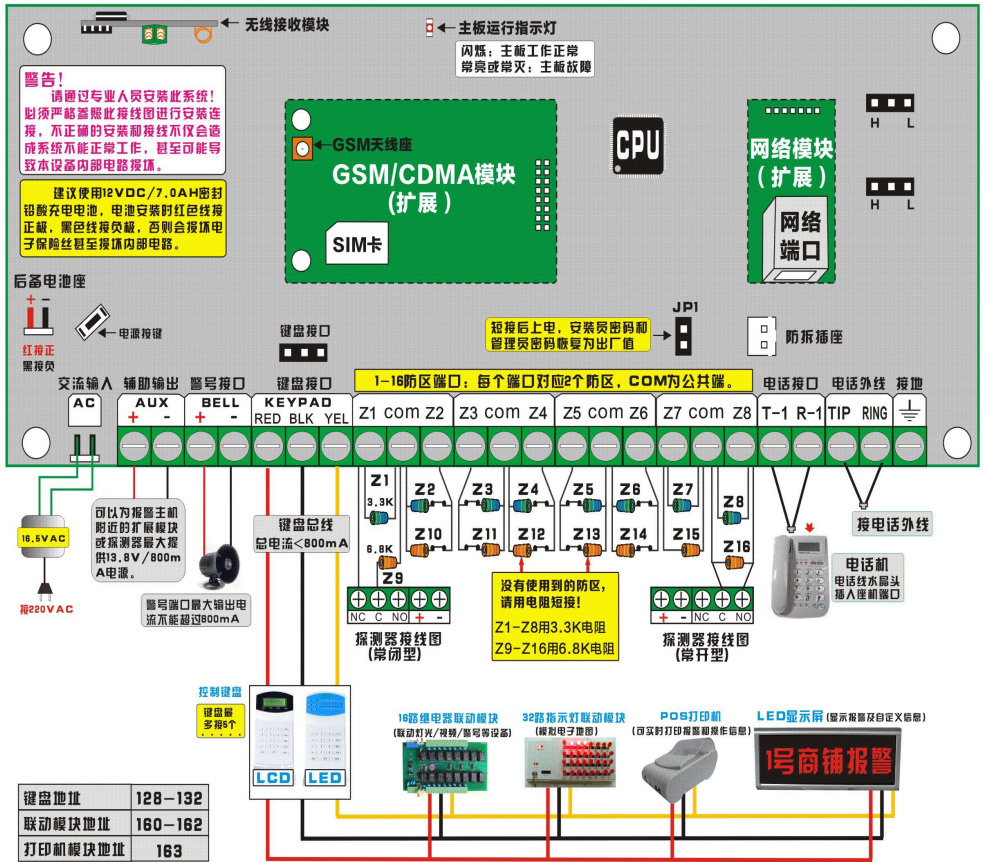 无线接收模块
主板运行指示灯
闪烁：主板工作正常
常亮或常灭：主板故障
警告！
请通过专业人员安装此系统！
必须严格参照此接线图进行安装连
接，不正确的安装和接线不仅会造
成系统不能正常工作，甚至可能导
致本设备内部电路损坏。
建议使用12VDC/7.0AH密封
铅酸充电电池，电池安装时红色线接
正极，黑色线接负极，否则会损坏电
子保险丝甚至损坏内部电路。
GSM天线座
GSM/CDMA模块
(扩展)
SIM卡
CPU
网络模块
(扩展)
网络
端口
H L
H L
后备电池座
+ -
红接正
黑接负
电源按键
键盘接口
短接后上电，安装员密码和
管理员密码恢复为出厂值
JP1
防拆插座
交流输入 辅助输出 警号接口 键盘接口
1-16防区端口：每个端口对应2个防区，COM为公共端。
电话接口 电话外线 接地
AC
AUX
+ -
BELL
+ -
KEYPAD
RED BLK YEL
Z1 com Z2 Z3 com Z4 Z5 com Z6 Z7 com Z8
T-1 R-1 TIP RING
16.5VAC
接220VAC
可以为报警主机
附近的扩展模块
或探测器最大提
供13.8V/800m
A电源。
警号端口最大输出电
流不能超过800mA
键盘总线
总电流<800mA
Z1
3.3K
Z2
Z3
Z4
Z5
Z6
Z7
Z8
6.8K
Z9
Z10
Z11
Z12
Z13
Z14
Z15
Z16
NC C NO + -
探测器接线图
(常闭型)
没有使用到的防区，
请用电阻短接！
Z1-Z8用3.3K电阻
Z9-Z16用6.8K电阻
+ - NC C NO
探测器接线图
(常开型)
接电话外线
电话机
电话线水晶头
插入座机端口
控制键盘
键盘最
多接5个
LCD
LED
16路继电器联动模块
(联动灯光/视频/警号等设备)
32路指示灯联动模块
(模拟电子地图)
POS打印机
(可实时打印报警和操作信息)
LED显示屏(显示报警及自定义信息)
1号商铺报警
键盘地址 128-132
联动模块地址 160-162
打印机模块地址 163